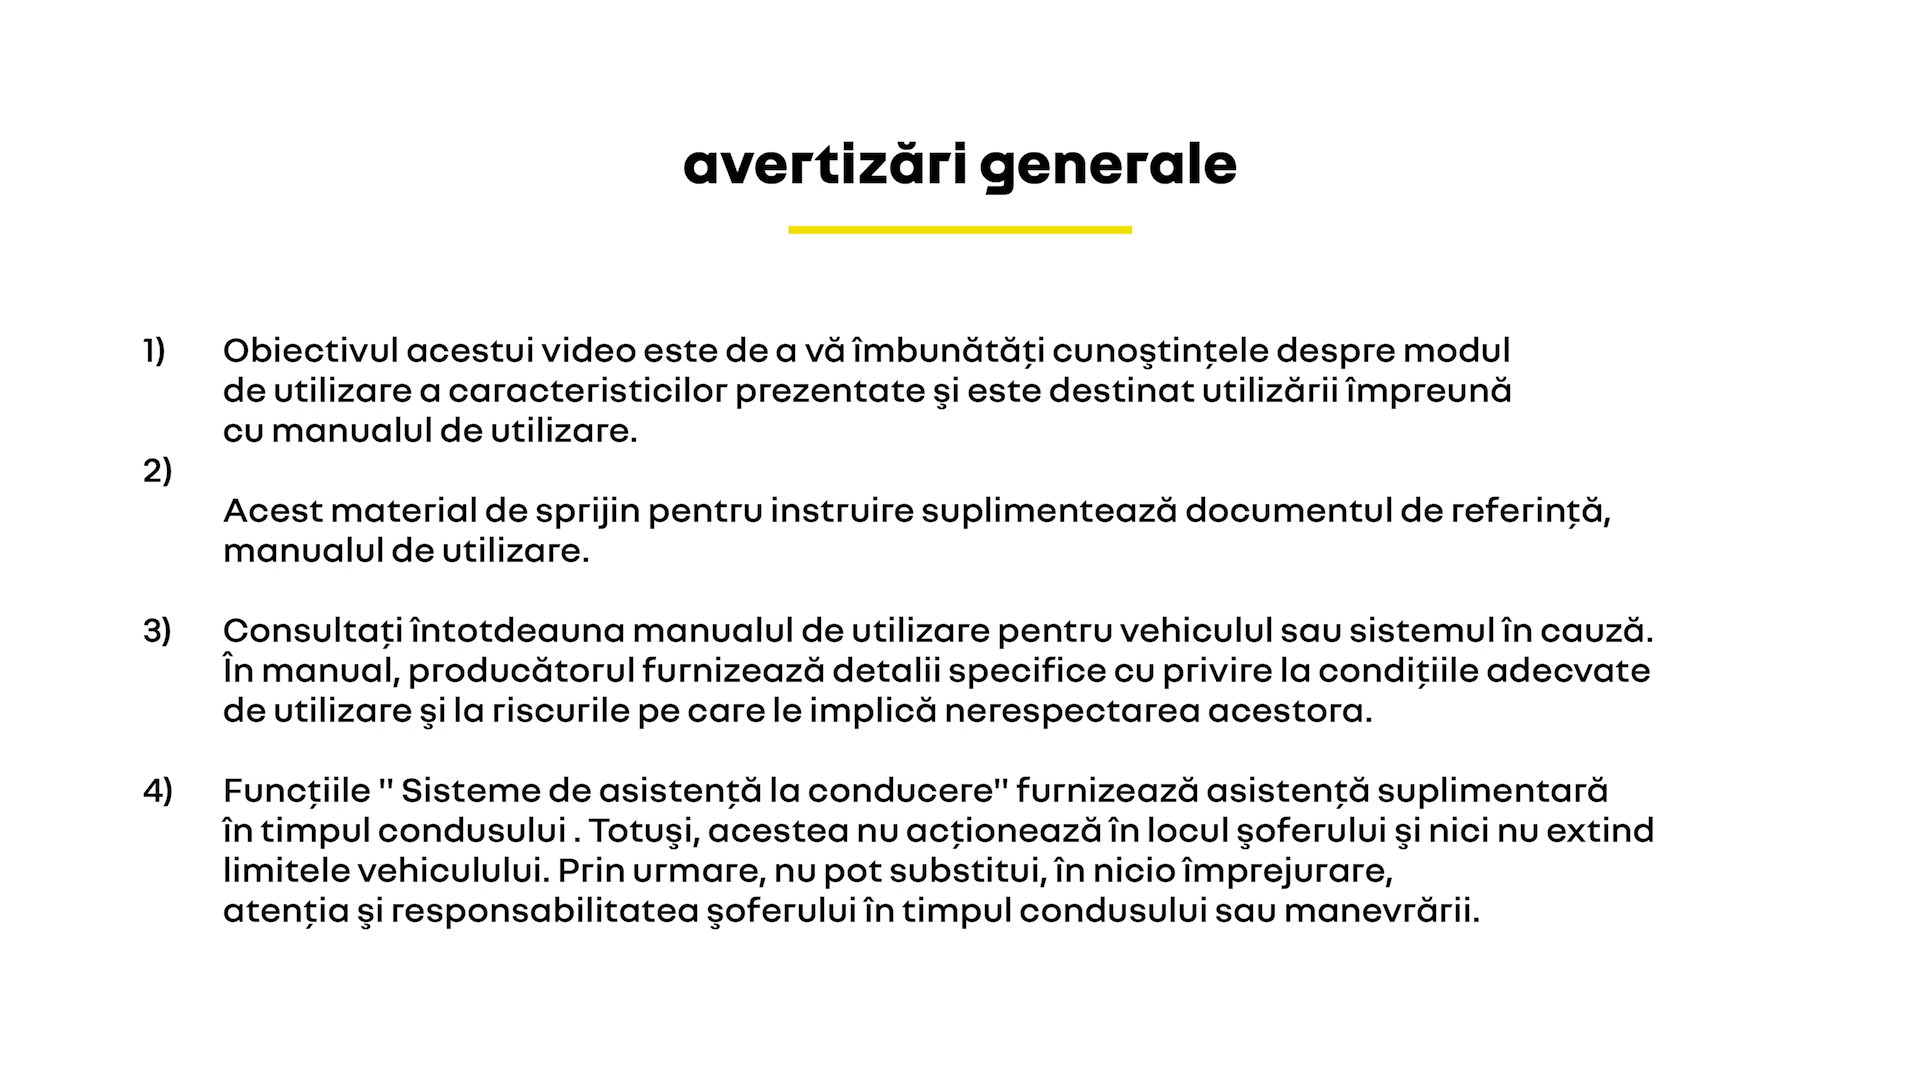 avertizări generale
1) Obiectivul acestui video este de a vă îmbunătăți cunoştințele despre modul
de utilizare a caracteristicilor prezentate şi este destinat utilizării împreună
cu manualul de utilizare.
2)
Acest material de sprijin pentru instruire suplimentează documentul de referință,
manualul de utilizare.
3) Consultați întotdeauna manualul de utilizare pentru vehiculul sau sistemul în cauză.
În manual, producătorul furnizează detalii specifice cu privire la condițiile adecvate
de utilizare şi la riscurile pe care le implică nerespectarea acestora.
4) Funcțiile " Sisteme de asistență la conducere" furnizează asistență suplimentară
în timpul condusului . Totuşi, acestea nu acționează în locul şoferului şi nici nu extind
limitele vehiculului. Prin urmare, nu pot substitui, în nicio împrejurare,
atenția şi responsabilitatea şoferului în timpul condusului sau manevrării.